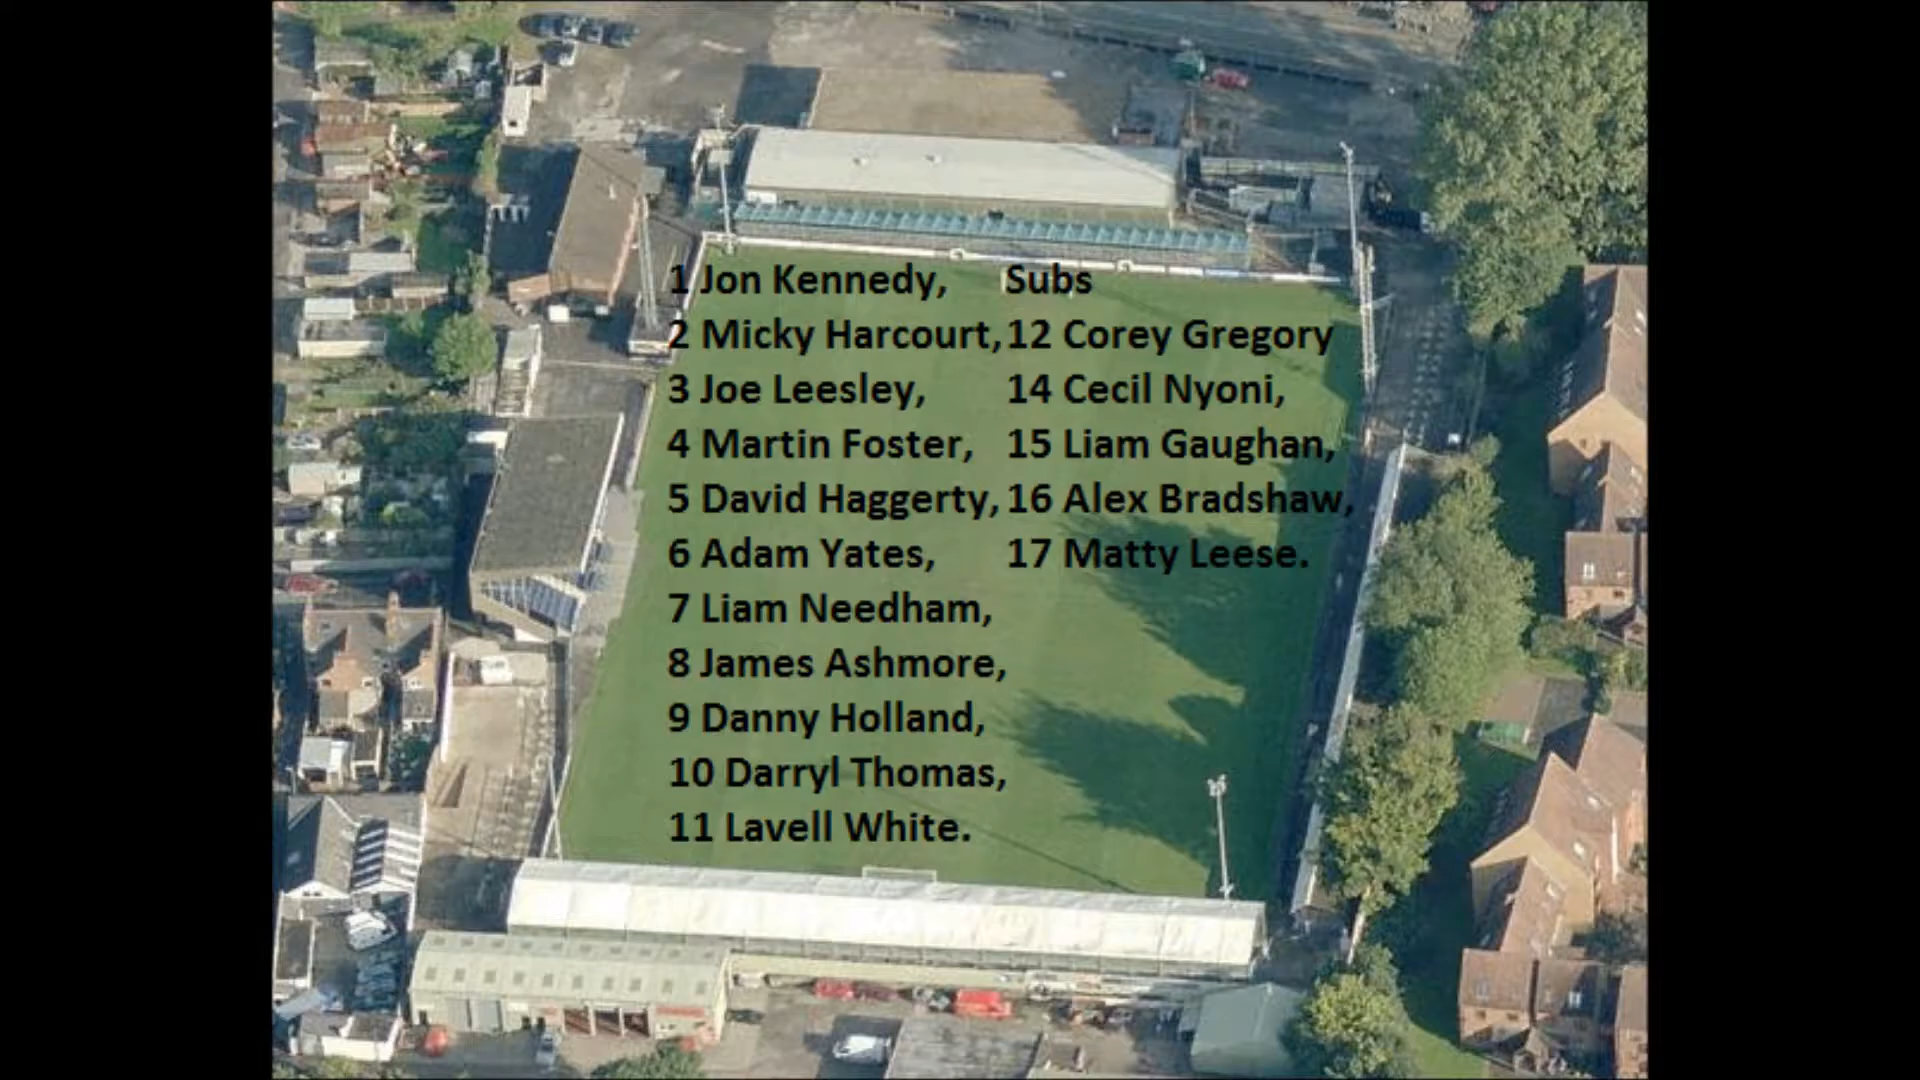 1 Jon Kennedy,
2 Micky Harcourt,
3 Joe Leesley,
4 Martin Foster,
5 David Haggerty,
6 Adam Yates,
7 Liam Needham,
8 James Ashmore,
9 Danny Holland,
10 Darryl Thomas,
11 Lavell White.
Subs
12 Corey Gregory
14 Cecil Nyoni,
15 Liam Gaughan,
16 Alex Bradshaw,
17 Matty Leese.